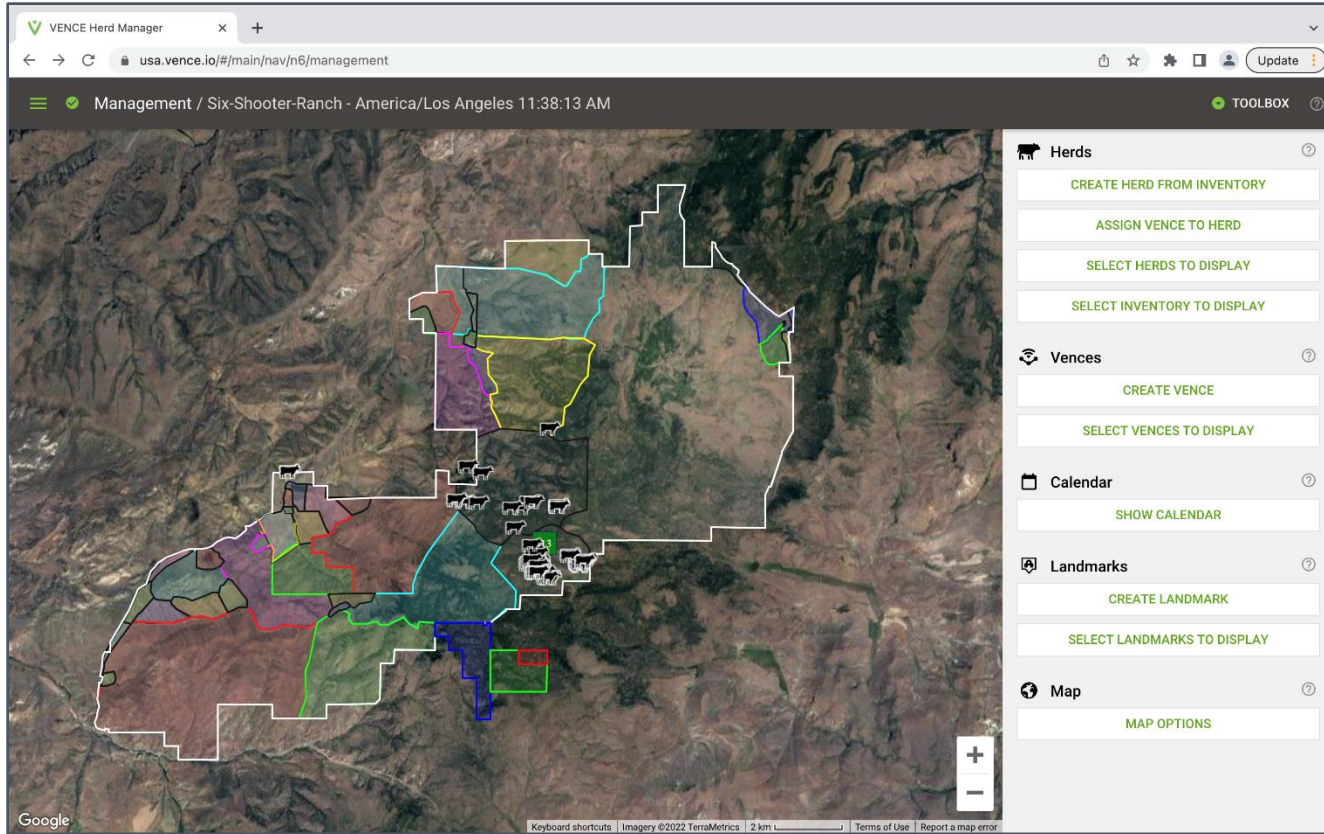 VENCE Herd Manager
usa.vence.io/#/main/nav/n6/management
Update
Management / Six-Shooter-Ranch - America/Los Angeles 11:38:13 AM
TOOLBOX
Herds
CREATE HERD FROM INVENTORY
ASSIGN VENCE TO HERD
SELECT HERDS TO DISPLAY
SELECT INVENTORY TO DISPLAY
Vences
CREATE VENCE
SELECT VENCES TO DISPLAY
Calendar
SHOW CALENDAR
Landmarks
CREATE LANDMARK
SELECT LANDMARKS TO DISPLAY
Map
MAP OPTIONS
Google
Keyboard shortcuts Imagery ©2022 TerraMetrics 2 km Terms of Use Report a map error